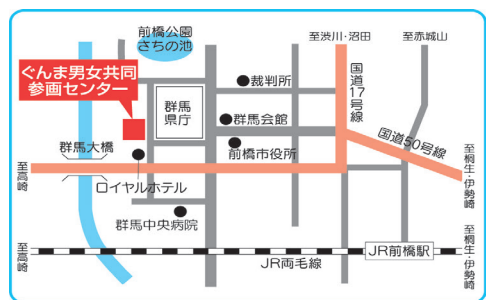 前橋公園
さちの池
至渋川・沼田
至赤城山
ぐんま男女共同
参画センター
裁判所
国道17号線
群馬
県庁
群馬会館
国道50号線
群馬大橋
前橋市役所
至高崎
至桐生・伊勢崎
ロイヤルホテル
群馬中央病院
至高崎
JR両毛線
JR前橋駅
至桐生・伊勢崎